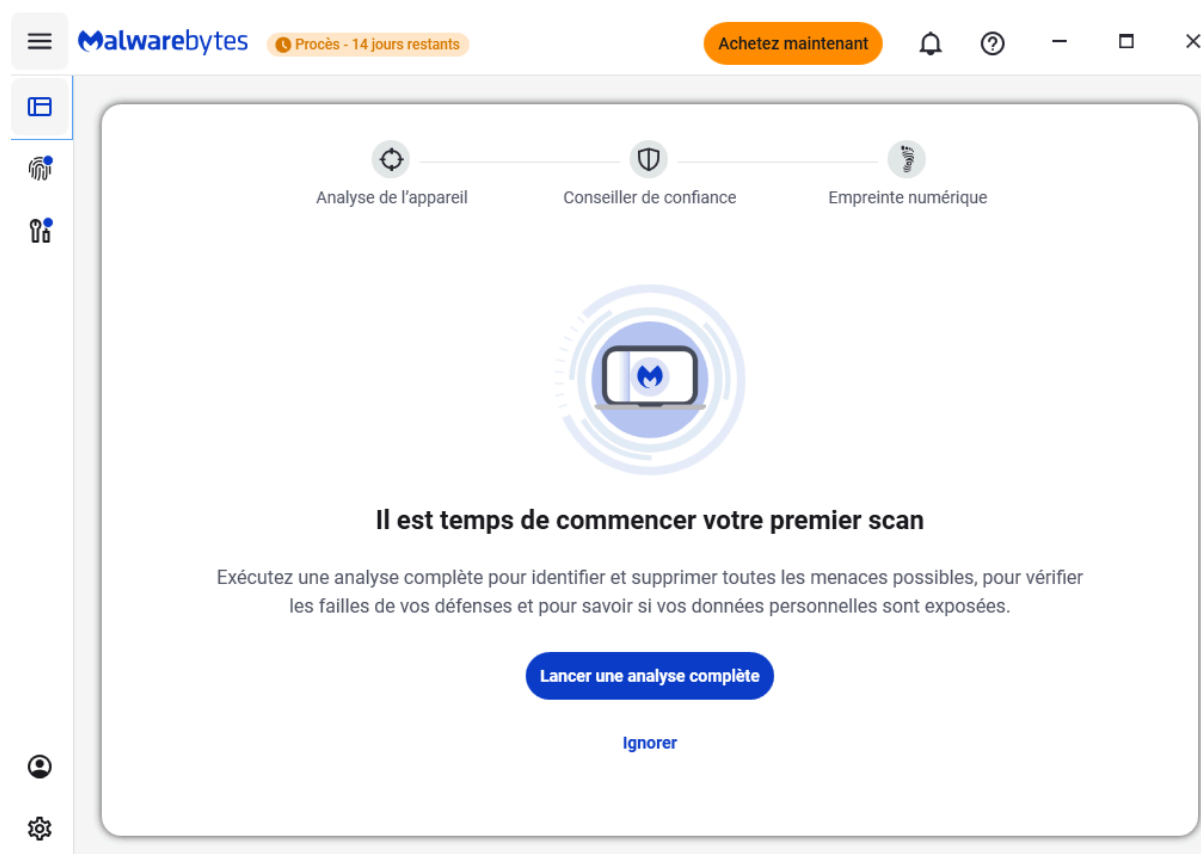 Malwarebytes
Procès - 14 jours restants
Achetez maintenant
Analyse de l'appareil
Conseiller de confiance
Empreinte numérique
Il est temps de commencer votre premier scan
Exécutez une analyse complète pour identifier et supprimer toutes les menaces possibles, pour vérifier
les failles de vos défenses et pour savoir si vos données personnelles sont exposées.
Lancer une analyse complète
Ignorer